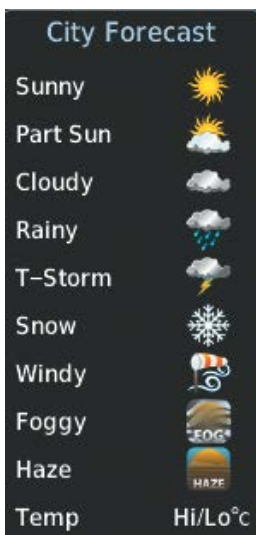 City Forecast
Sunny
Part Sun
Cloudy
Rainy
T-Storm
Snow
Windy
Foggy FOG
Haze HAZE
Temp Hi/Lo°C